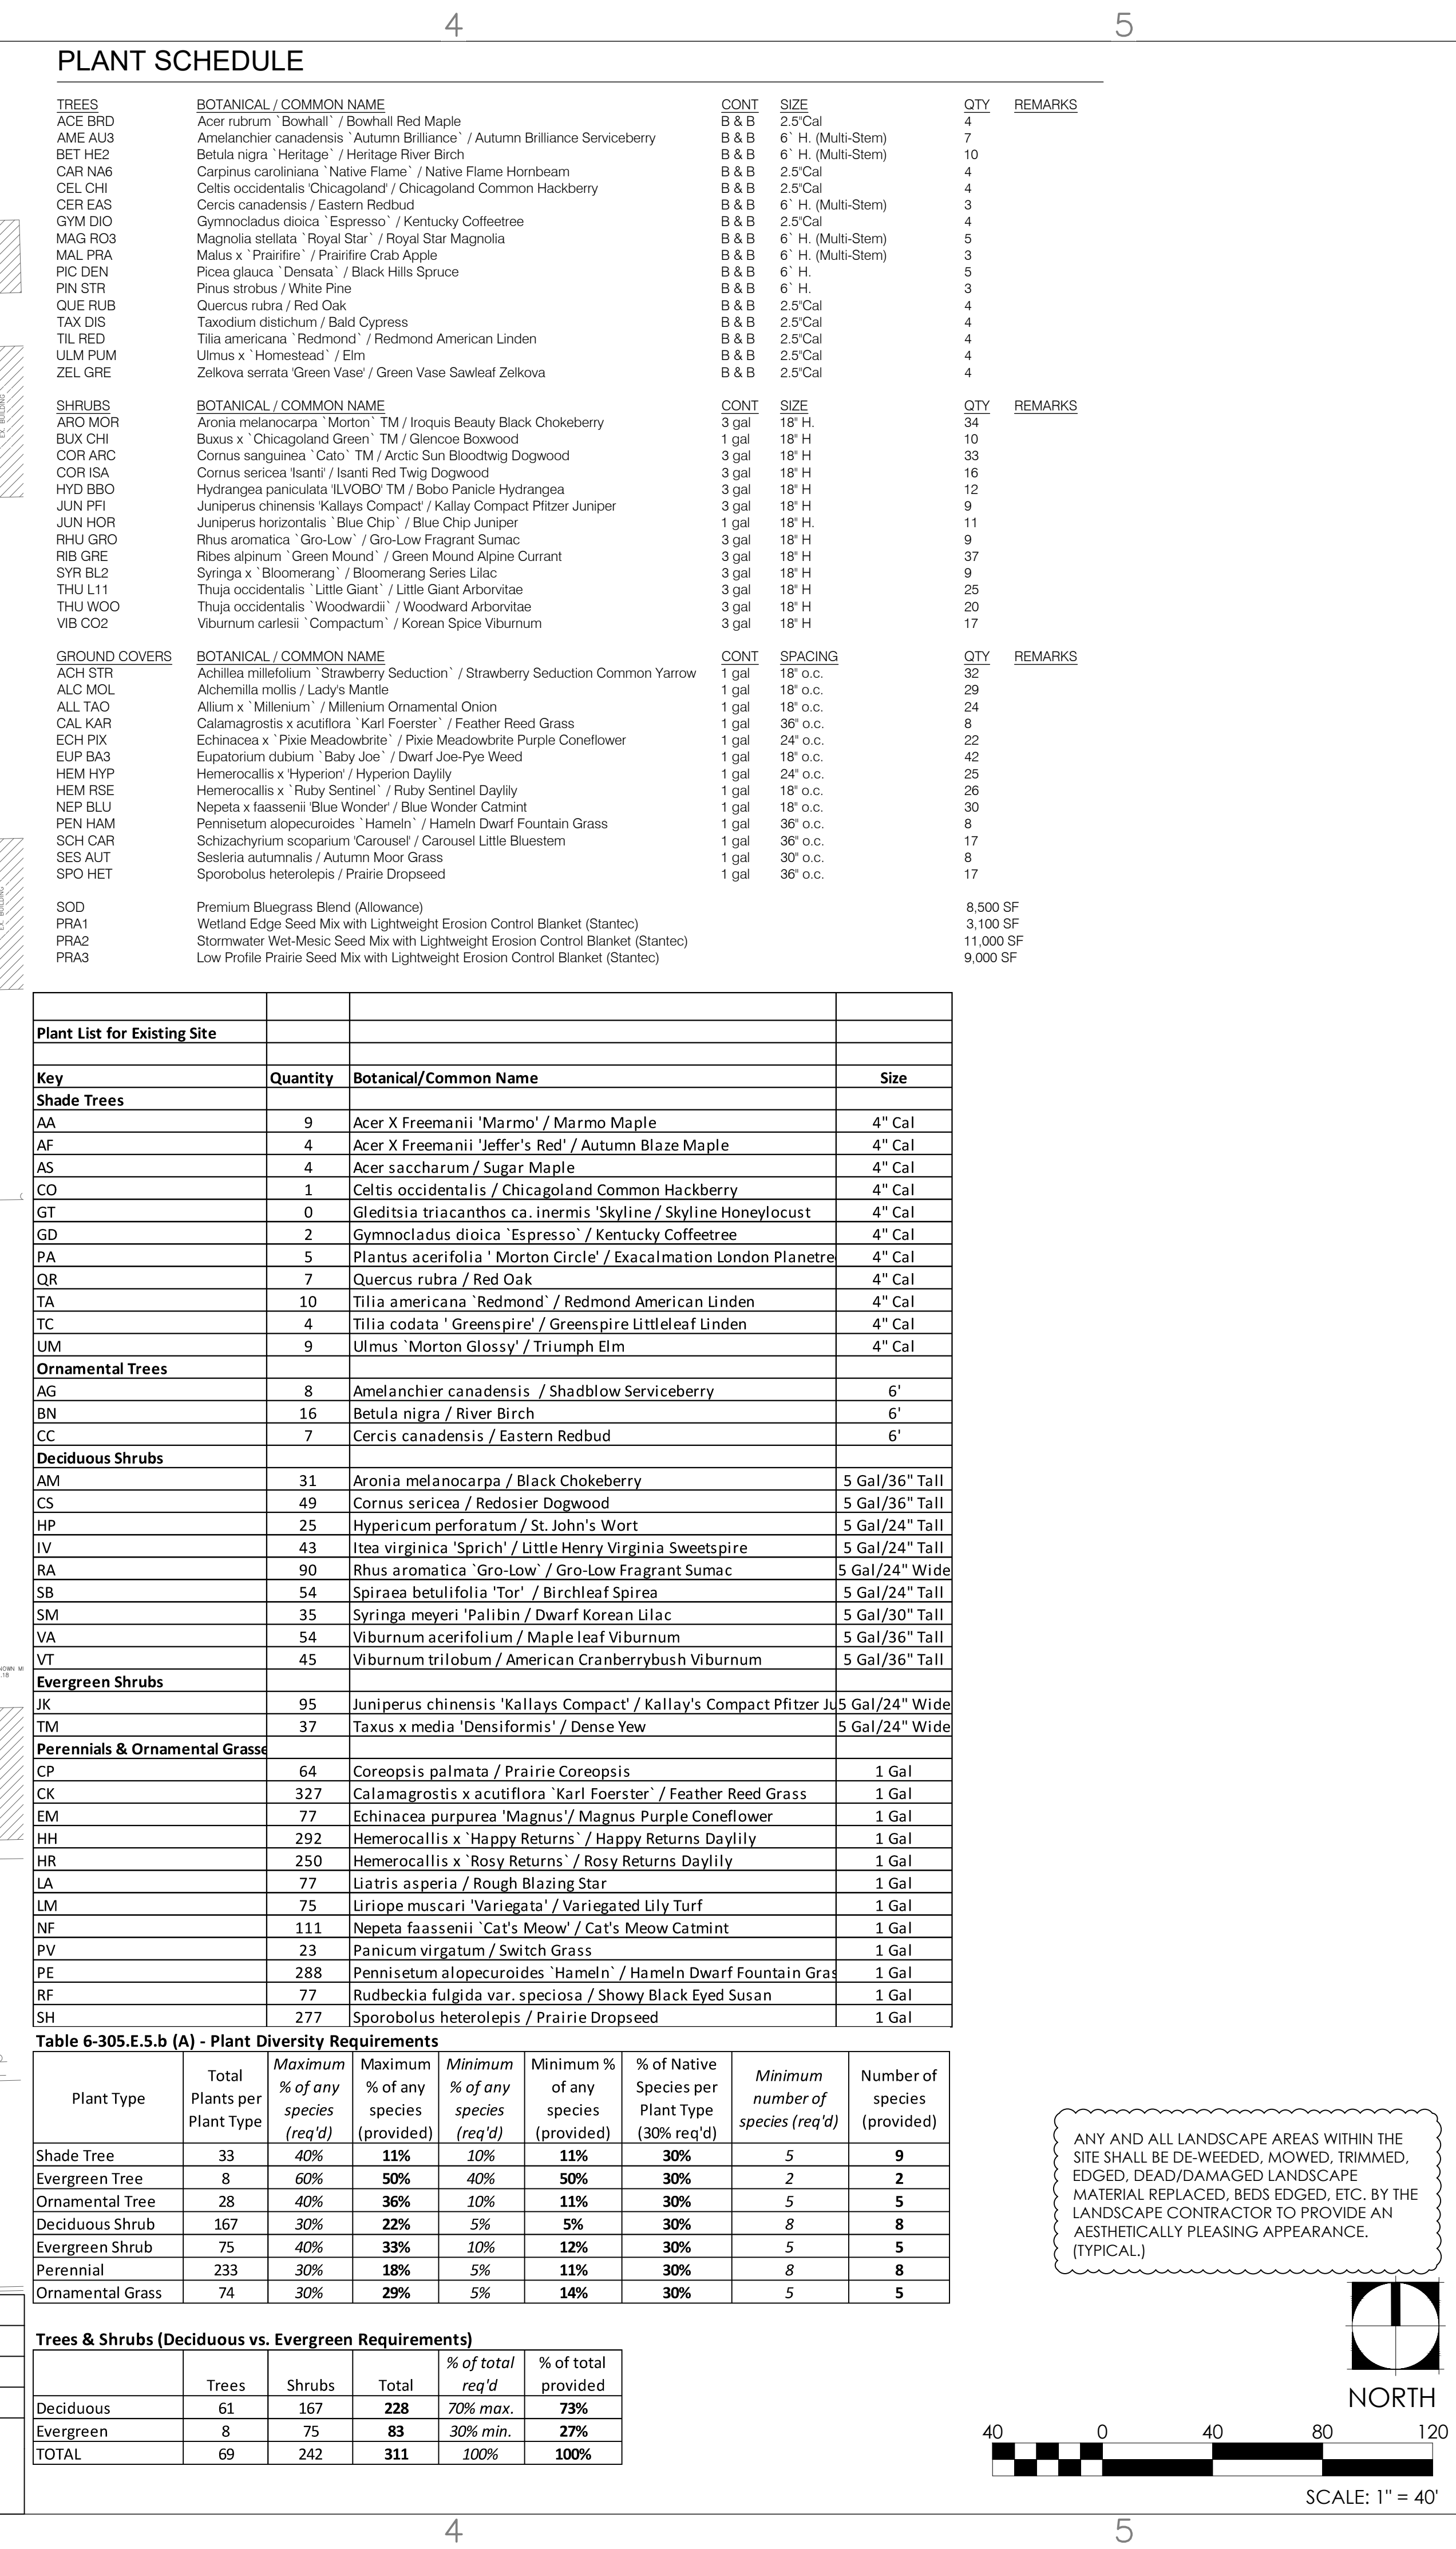 4 5
PLANT SCHEDULE
TREES BOTANICAL / COMMON NAME CONT SIZE QTY REMARKS
ACE BRD Acer rubrum `Bowhall` / Bowhall Red Maple B & B 2.5"Cal 4
AME AU3 Amelanchier canadensis `Autumn Brilliance` / Autumn Brilliance Serviceberry B & B 6` H. (Multi-Stem) 7
BET HE2 Betula nigra `Heritage` / Heritage River Birch B & B 6` H. (Multi-Stem) 10
CAR NA6 Carpinus caroliniana `Native Flame` / Native Flame Hornbeam B & B 2.5"Cal 4
CEL CHI Celtis occidentalis 'Chicagoland' / Chicagoland Common Hackberry B & B 2.5"Cal 4
CER EAS Cercis canadensis / Eastern Redbud B & B 6` H. (Multi-Stem) 3
GYM DIO Gymnocladus dioica `Espresso` / Kentucky Coffeetree B & B 2.5"Cal 4
MAG RO3 Magnolia stellata `Royal Star` / Royal Star Magnolia B & B 6` H. (Multi-Stem) 5
MAL PRA Malus x `Prairifire` / Prairifire Crab Apple B & B 6` H. (Multi-Stem) 3
PIC DEN Picea glauca `Densata` / Black Hills Spruce B & B 6` H. 5
PIN STR Pinus strobus / White Pine B & B 6` H. 3
QUE RUB Quercus rubra / Red Oak B & B 2.5"Cal 4
TAX DIS Taxodium distichum / Bald Cypress B & B 2.5"Cal 4
TIL RED Tilia americana `Redmond` / Redmond American Linden B & B 2.5"Cal 4
ULM PUM Ulmus x `Homestead` / Elm B & B 2.5"Cal 4
ZEL GRE Zelkova serrata 'Green Vase' / Green Vase Sawleaf Zelkova B & B 2.5"Cal 4
SHRUBS BOTANICAL / COMMON NAME CONT SIZE QTY REMARKS
ARO MOR Aronia melanocarpa `Morton` TM / Iroquis Beauty Black Chokeberry 3 gal 18" H. 34
BUX CHI Buxus x `Chicagoland Green` TM / Glencoe Boxwood 1 gal 18" H 10
COR ARC Cornus sanguinea `Cato` TM / Arctic Sun Bloodtwig Dogwood 3 gal 18" H 33
COR ISA Cornus sericea 'Isanti' / Isanti Red Twig Dogwood 3 gal 18" H 16
HYD BBO Hydrangea paniculata 'ILVOBO' TM / Bobo Panicle Hydrangea 3 gal 18" H 12
JUN PFI Juniperus chinensis 'Kallays Compact' / Kallay Compact Pfitzer Juniper 3 gal 18" H 9
JUN HOR Juniperus horizontalis `Blue Chip` / Blue Chip Juniper 1 gal 18" H. 11
RHU GRO Rhus aromatica `Gro-Low` / Gro-Low Fragrant Sumac 3 gal 18" H 9
RIB GRE Ribes alpinum `Green Mound` / Green Mound Alpine Currant 3 gal 18" H 37
SYR BL2 Syringa x `Bloomerang` / Bloomerang Series Lilac 3 gal 18" H 9
THU L11 Thuja occidentalis `Little Giant` / Little Giant Arborvitae 3 gal 18" H 25
THU WOO Thuja occidentalis `Woodwardii` / Woodward Arborvitae 3 gal 18" H 20
VIB CO2 Viburnum carlesii `Compactum` / Korean Spice Viburnum 3 gal 18" H 17
GROUND COVERS BOTANICAL / COMMON NAME CONT SPACING QTY REMARKS
ACH STR Achillea millefolium `Strawberry Seduction` / Strawberry Seduction Common Yarrow 1 gal 18" o.c. 32
ALC MOL Alchemilla mollis / Lady's Mantle 1 gal 18" o.c. 29
ALL TAO Allium x `Millenium` / Millenium Ornamental Onion 1 gal 18" o.c. 24
CAL KAR Calamagrostis x acutiflora `Karl Foerster` / Feather Reed Grass 1 gal 36" o.c. 8
ECH PIX Echinacea x `Pixie Meadowbrite` / Pixie Meadowbrite Purple Coneflower 1 gal 24" o.c. 22
EUP BA3 Eupatorium dubium `Baby Joe` / Dwarf Joe-Pye Weed 1 gal 18" o.c. 42
HEM HYP Hemerocallis x 'Hyperion' / Hyperion Daylily 1 gal 24" o.c. 25
HEM RSE Hemerocallis x `Ruby Sentinel` / Ruby Sentinel Daylily 1 gal 18" o.c. 26
NEP BLU Nepeta x faassenii 'Blue Wonder' / Blue Wonder Catmint 1 gal 18" o.c. 30
PEN HAM Pennisetum alopecuroides `Hameln` / Hameln Dwarf Fountain Grass 1 gal 36" o.c. 8
SCH CAR Schizachyrium scoparium 'Carousel' / Carousel Little Bluestem 1 gal 36" o.c. 17
SES AUT Sesleria autumnalis / Autumn Moor Grass 1 gal 30" o.c. 8
SPO HET Sporobolus heterolepis / Prairie Dropseed 1 gal 36" o.c. 17
SOD Premium Bluegrass Blend (Allowance) 8,500 SF
PRA1 Wetland Edge Seed Mix with Lightweight Erosion Control Blanket (Stantec) 3,100 SF
PRA2 Stormwater Wet-Mesic Seed Mix with Lightweight Erosion Control Blanket (Stantec) 11,000 SF
PRA3 Low Profile Prairie Seed Mix with Lightweight Erosion Control Blanket (Stantec) 9,000 SF
Plant List for Existing Site
Key Quantity Botanical/Common Name Size
Shade Trees
AA 9 Acer X Freemanii 'Marmo' / Marmo Maple 4" Cal
AF 4 Acer X Freemanii 'Jeffer's Red' / Autumn Blaze Maple 4" Cal
AS 4 Acer saccharum / Sugar Maple 4" Cal
CO 1 Celtis occidentalis / Chicagoland Common Hackberry 4" Cal
GT 0 Gleditsia triacanthos ca. inermis 'Skyline / Skyline Honeylocust 4" Cal
GD 2 Gymnocladus dioica `Espresso` / Kentucky Coffeetree 4" Cal
PA 5 Plantus acerifolia ' Morton Circle' / Exacalmation London Planetre 4" Cal
QR 7 Quercus rubra / Red Oak 4" Cal
TA 10 Tilia americana `Redmond` / Redmond American Linden 4" Cal
TC 4 Tilia codata ' Greenspire' / Greenspire Littleleaf Linden 4" Cal
UM 9 Ulmus `Morton Glossy' / Triumph Elm 4" Cal
Ornamental Trees
AG 8 Amelanchier canadensis / Shadblow Serviceberry 6'
BN 16 Betula nigra / River Birch 6'
CC 7 Cercis canadensis / Eastern Redbud 6'
Deciduous Shrubs
AM 31 Aronia melanocarpa / Black Chokeberry 5 Gal/36" Tall
CS 49 Cornus sericea / Redosier Dogwood 5 Gal/36" Tall
HP 25 Hypericum perforatum / St. John's Wort 5 Gal/24" Tall
IV 43 Itea virginica 'Sprich' / Little Henry Virginia Sweetspire 5 Gal/24" Tall
RA 90 Rhus aromatica `Gro-Low` / Gro-Low Fragrant Sumac 5 Gal/24" Wide
SB 54 Spiraea betulifolia 'Tor' / Birchleaf Spirea 5 Gal/24" Tall
SM 35 Syringa meyeri 'Palibin / Dwarf Korean Lilac 5 Gal/30" Tall
VA 54 Viburnum acerifolium / Maple leaf Viburnum 5 Gal/36" Tall
VT 45 Viburnum trilobum / American Cranberrybush Viburnum 5 Gal/36" Tall
Evergreen Shrubs
JK 95 Juniperus chinensis 'Kallays Compact' / Kallay's Compact Pfitzer Ju 5 Gal/24" Wide
TM 37 Taxus x media 'Densiformis' / Dense Yew 5 Gal/24" Wide
Perennials & Ornamental Grasse
CP 64 Coreopsis palmata / Prairie Coreopsis 1 Gal
CK 327 Calamagrostis x acutiflora `Karl Foerster` / Feather Reed Grass 1 Gal
EM 77 Echinacea purpurea 'Magnus'/ Magnus Purple Coneflower 1 Gal
HH 292 Hemerocallis x `Happy Returns` / Happy Returns Daylily 1 Gal
HR 250 Hemerocallis x `Rosy Returns` / Rosy Returns Daylily 1 Gal
LA 77 Liatris asperia / Rough Blazing Star 1 Gal
LM 75 Liriope muscari 'Variegata' / Variegated Lily Turf 1 Gal
NF 111 Nepeta faassenii `Cat's Meow' / Cat's Meow Catmint 1 Gal
PV 23 Panicum virgatum / Switch Grass 1 Gal
PE 288 Pennisetum alopecuroides `Hameln` / Hameln Dwarf Fountain Gras 1 Gal
RF 77 Rudbeckia fulgida var. speciosa / Showy Black Eyed Susan 1 Gal
SH 277 Sporobolus heterolepis / Prairie Dropseed 1 Gal
Table 6-305.E.5.b (A) - Plant Diversity Requirements
Plant Type Total Plants per Plant Type Maximum % of any species (req'd) Maximum % of any species (provided) Minimum % of any species (req'd) Minimum % of any species (provided) % of Native Species per Plant Type (30% req'd) Minimum number of species (req'd) Number of species (provided)
Shade Tree 33 40% 11% 10% 11% 30% 5 9
Evergreen Tree 8 60% 50% 40% 50% 30% 2 2
Ornamental Tree 28 40% 36% 10% 11% 30% 5 5
Deciduous Shrub 167 30% 22% 5% 5% 30% 8 8
Evergreen Shrub 75 40% 33% 10% 12% 30% 5 5
Perennial 233 30% 18% 5% 11% 30% 8 8
Ornamental Grass 74 30% 29% 5% 14% 30% 5 5
Trees & Shrubs (Deciduous vs. Evergreen Requirements)
Trees Shrubs Total % of total req'd % of total provided
Deciduous 61 167 228 70% max. 73%
Evergreen 8 75 83 30% min. 27%
TOTAL 69 242 311 100% 100%
ANY AND ALL LANDSCAPE AREAS WITHIN THE
SITE SHALL BE DE-WEEDED, MOWED, TRIMMED,
EDGED, DEAD/DAMAGED LANDSCAPE
MATERIAL REPLACED, BEDS EDGED, ETC. BY THE
LANDSCAPE CONTRACTOR TO PROVIDE AN
AESTHETICALLY PLEASING APPEARANCE.
(TYPICAL.)
NORTH
40 0 40 80 120
SCALE: 1" = 40'
EX. BUILDING
4 5